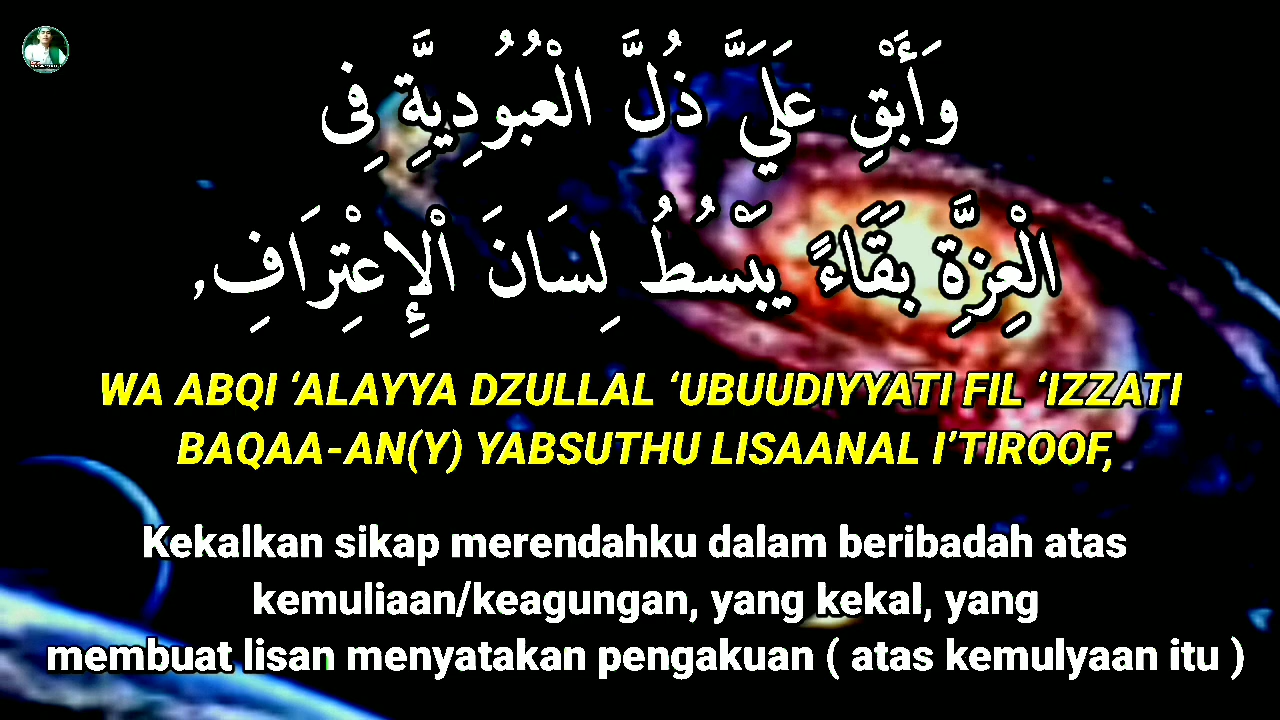 وَأَبْقِ عَلَيَّ ذُلَّ الْعُبُودِيَّةِ فِى
الْعِزَّةِ بَقَاءً يَبْسُطُ لِسَانَ الْإِعْتِرَافِ,
WA ABQI ‘ALAYYA DZULLAL ‘UBUUDIYYATI FIL ‘IZZATI
BAQAA-AN(Y) YABSUTHU LISAANAL I’TIROOF,
Kekalkan sikap merendahku dalam beribadah atas
kemuliaan/keagungan, yang kekal, yang
membuat lisan menyatakan pengakuan ( atas kemulyaan itu )